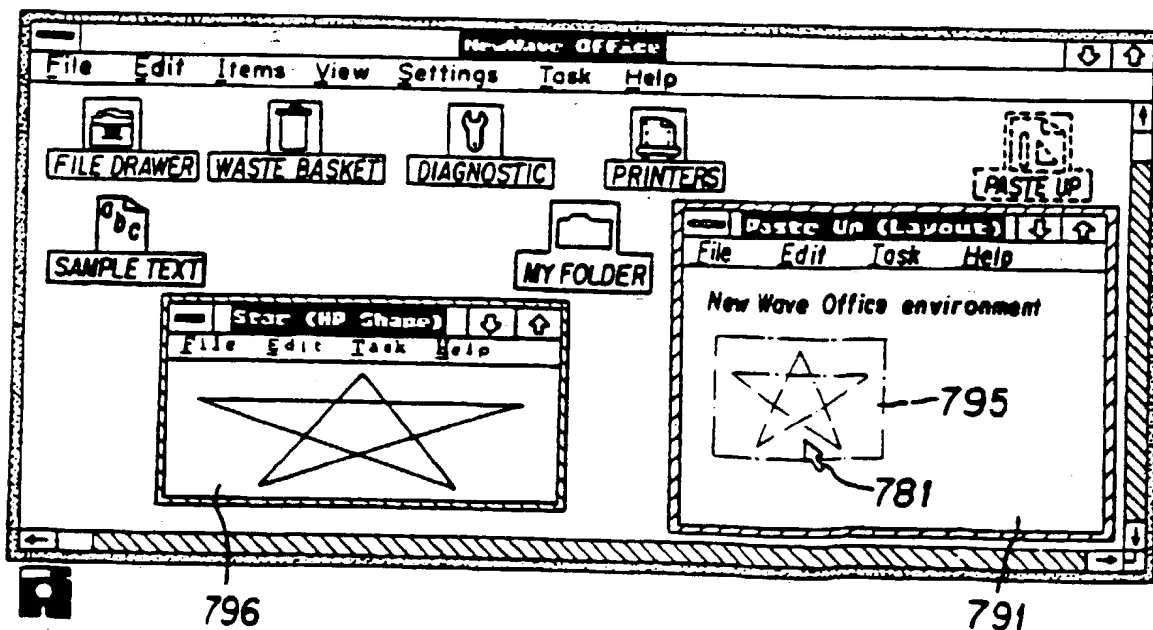 NewWave Office
File Edit Items View Settings Task Help
FILE DRAWER WASTE BASKET DIAGNOSTIC PRINTERS PASTE UP
abc
SAMPLE TEXT MY FOLDER
Paste Up (Layout)
File Edit Task Help
New Wave Office environment
Star (HP Shape)
File Edit Task Help
795
781
796 791